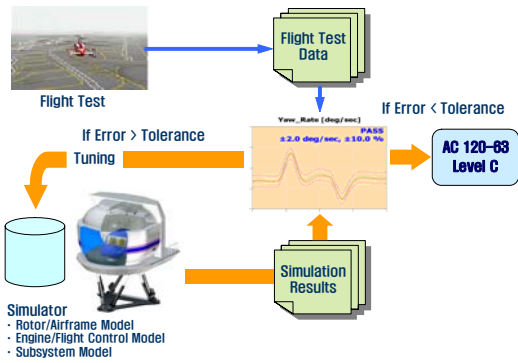 Flight Test
Data
Flight Test
If Error < Tolerance
Yaw_Rate [deg/sec]
PASS
±2.0 deg/sec, ±10.0 %
If Error > Tolerance
Tuning
AC 120-63
Level C
Simulation
Results
Simulator
· Rotor/Airframe Model
· Engine/Flight Control Model
· Subsystem Model